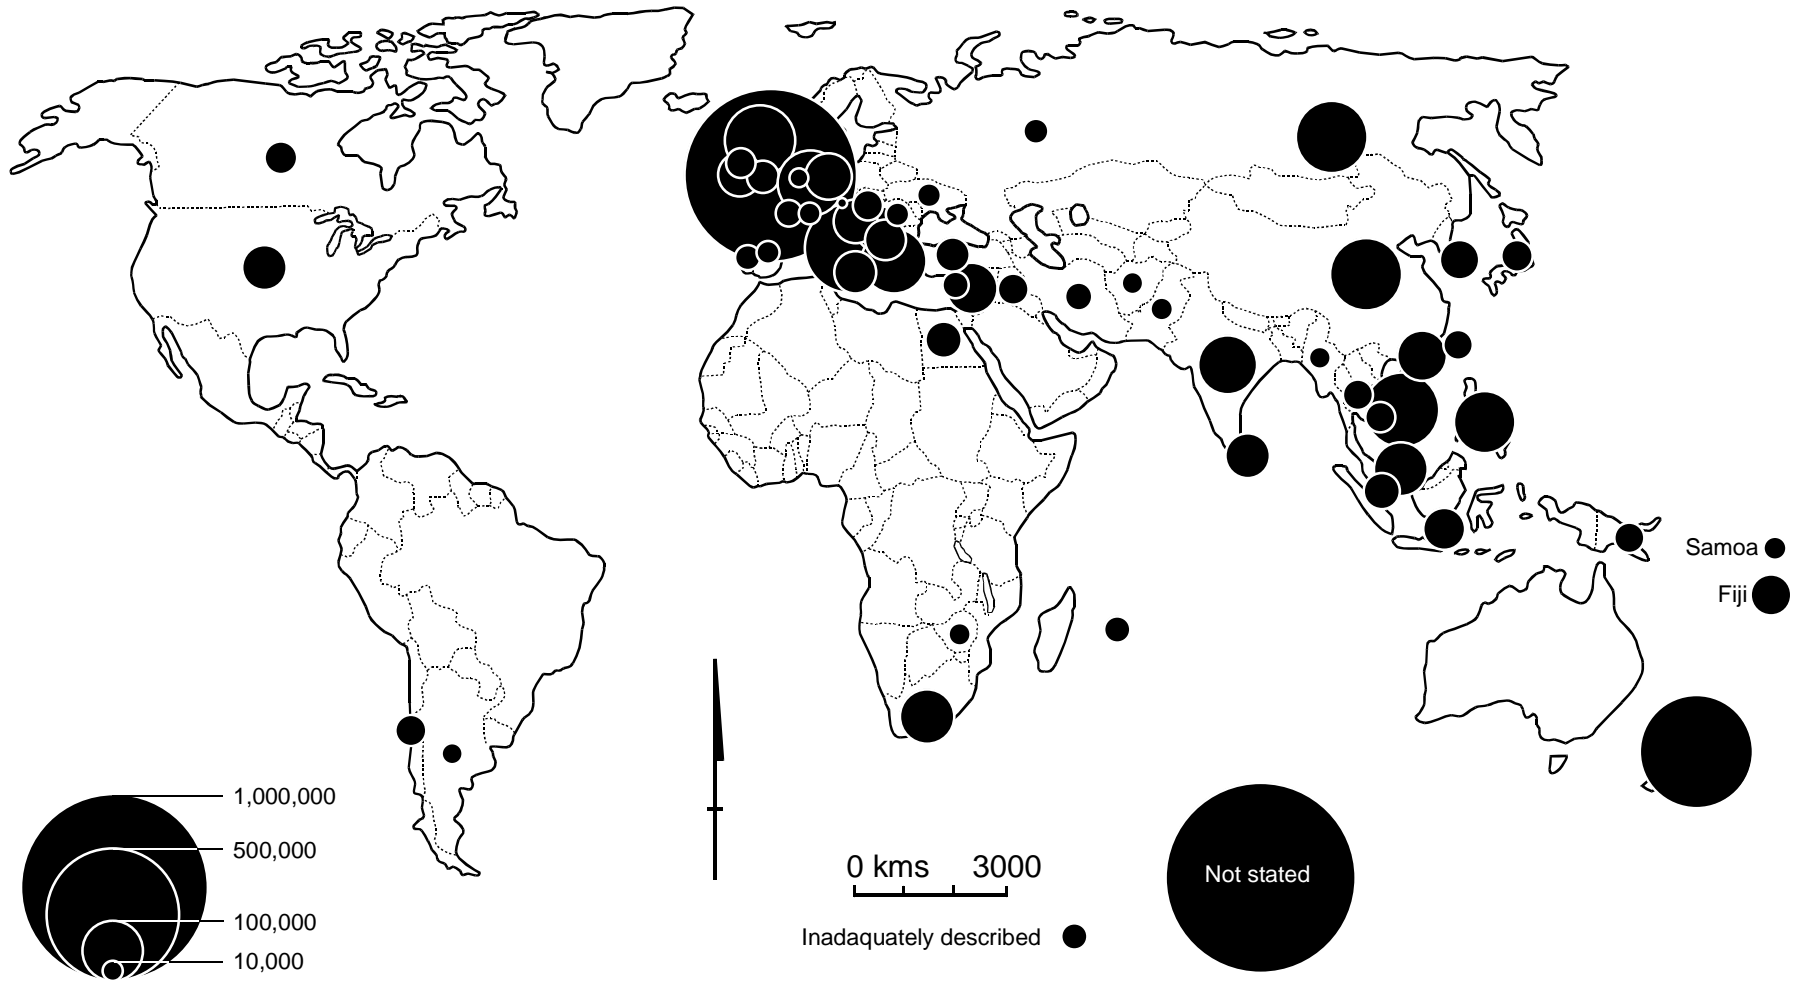 Samoa
Fiji
1,000,000
500,000
100,000
10,000
0 kms 3000
Inadaquately described
Not stated